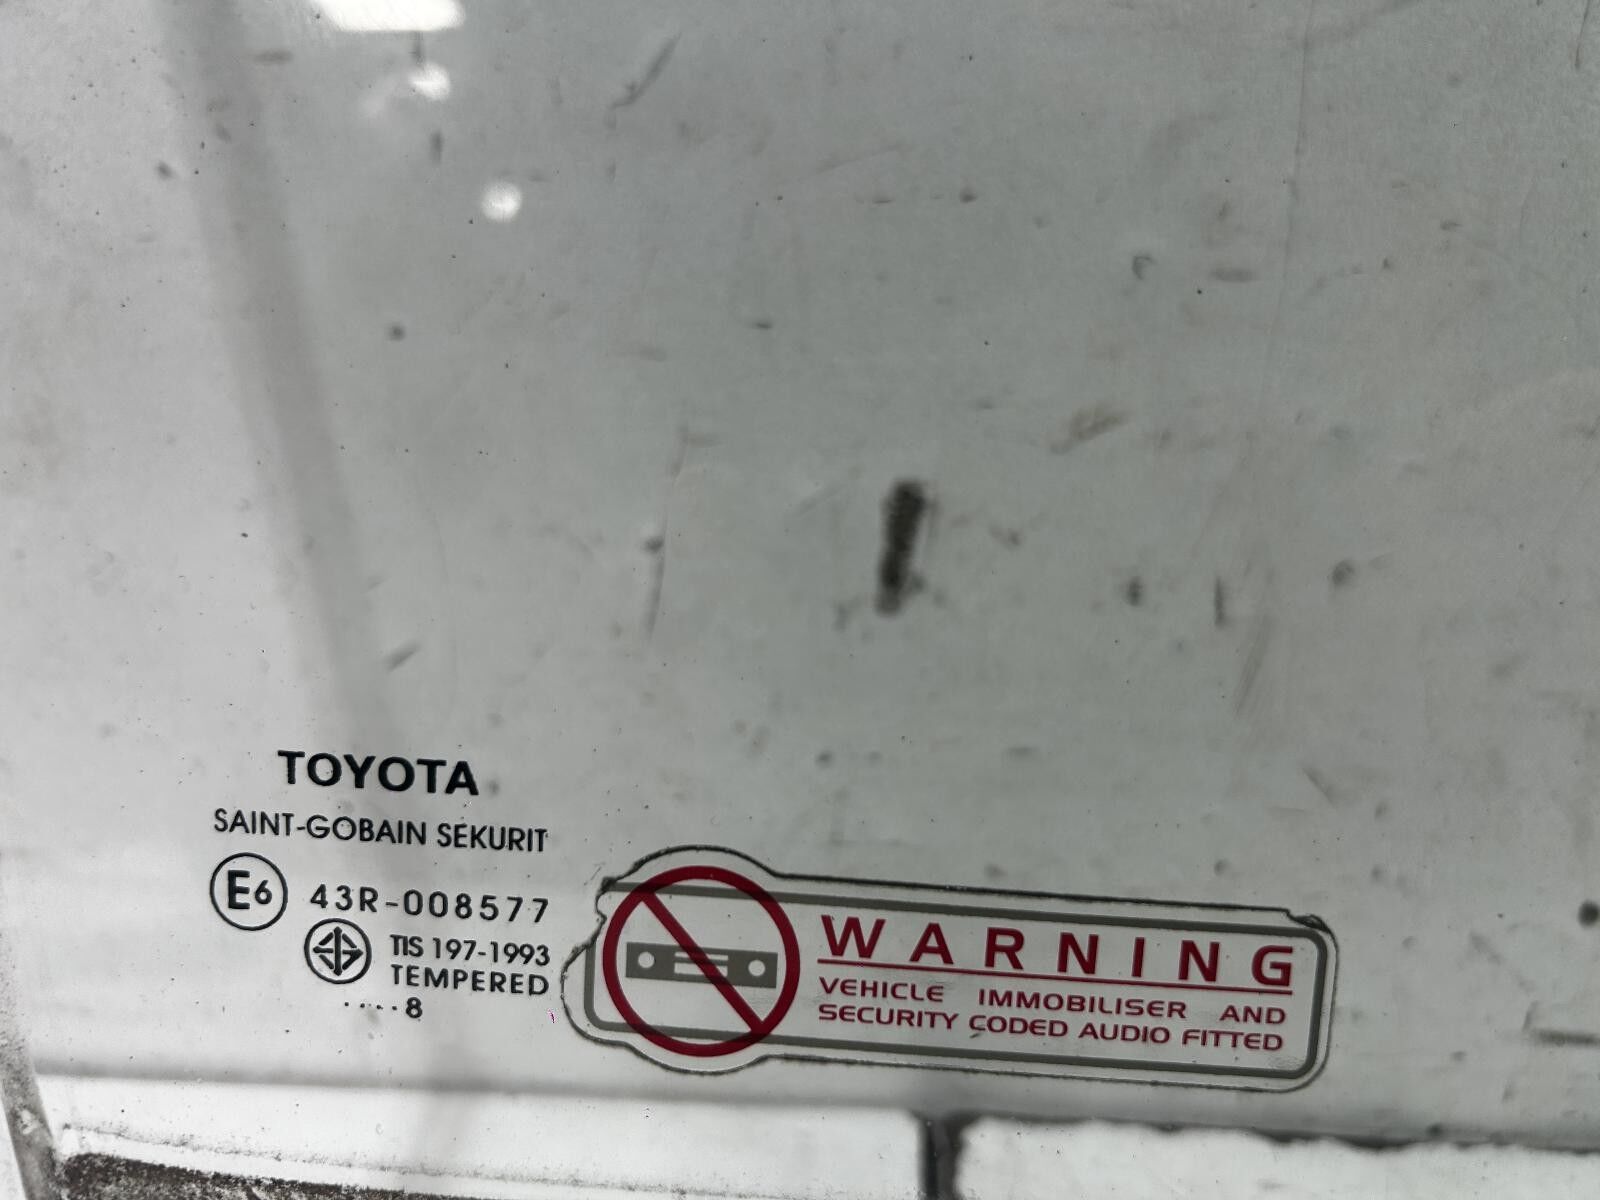 TOYOTA
SAINT-GOBAIN SEKURIT
E6 43R-008577
TIS 197-1993
TEMPERED
....8
WARNING
VEHICLE IMMOBILISER AND
SECURITY CODED AUDIO FITTED